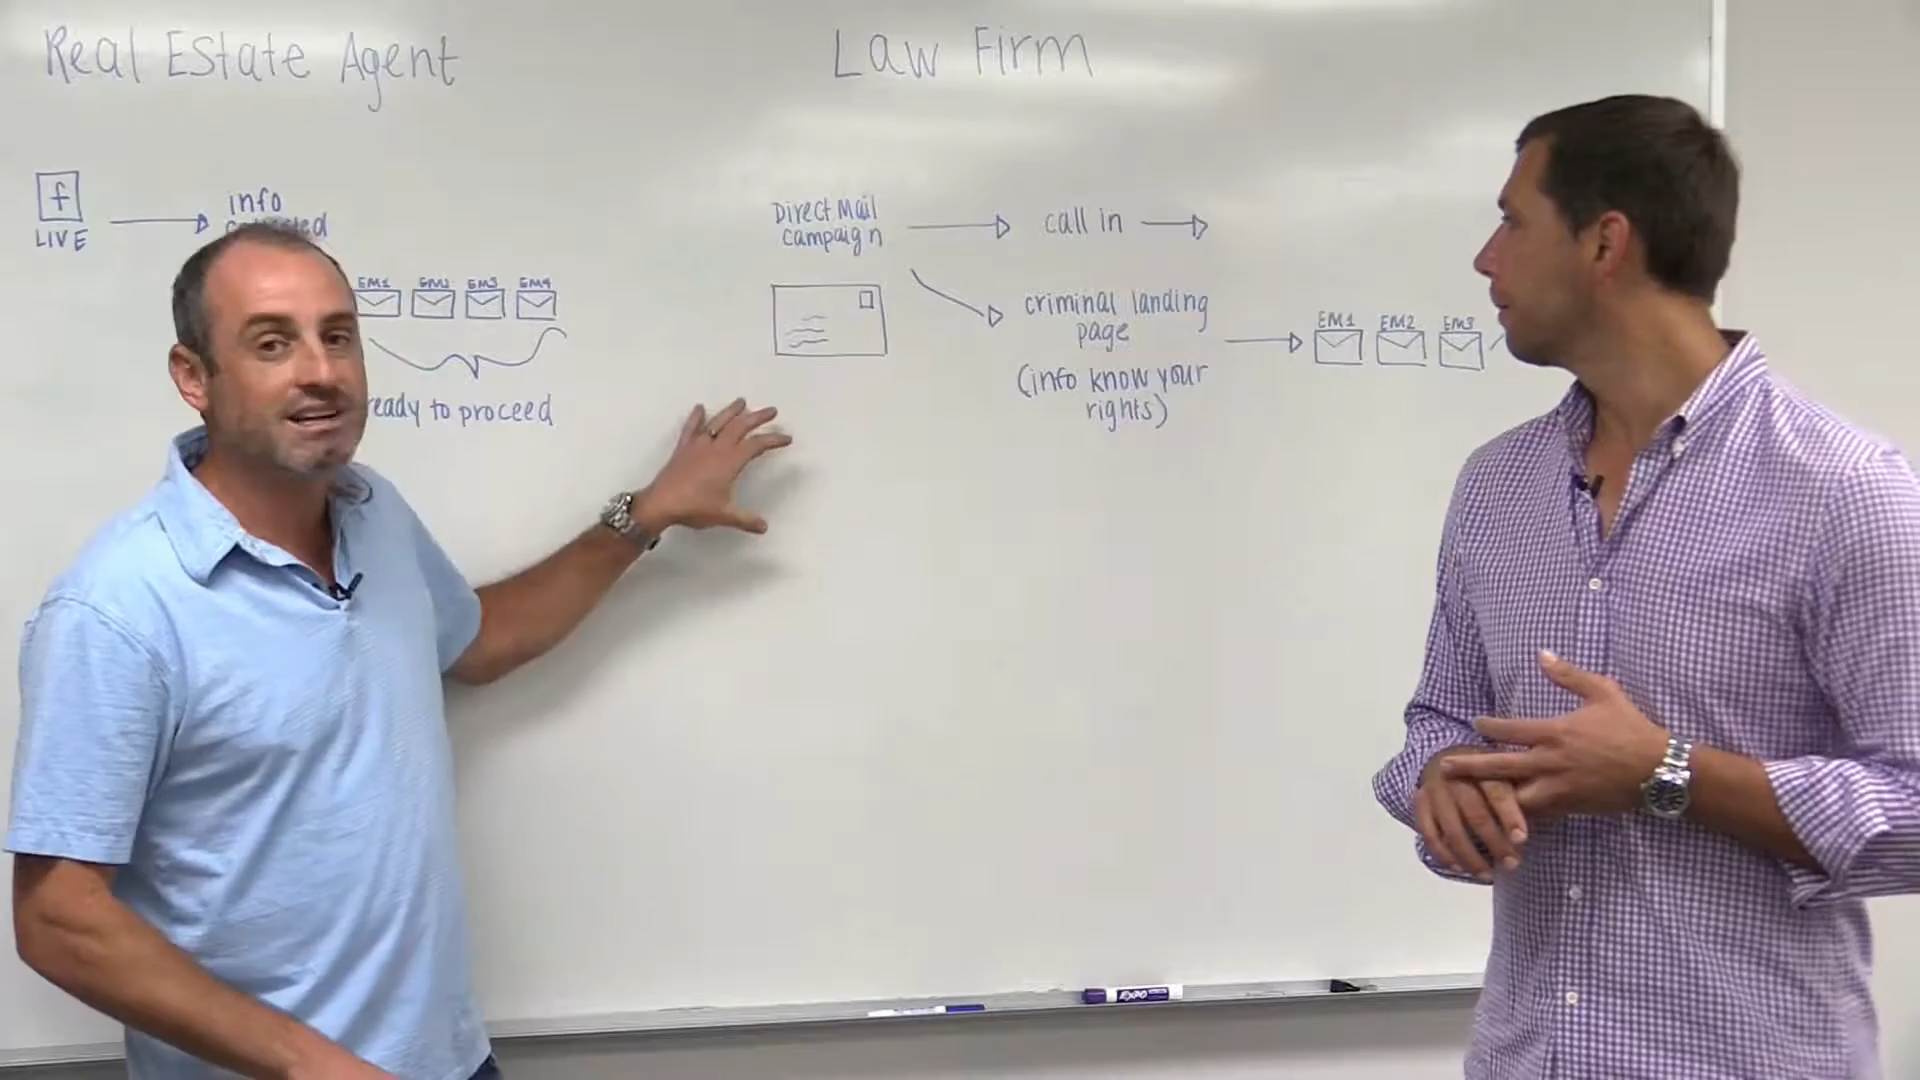 Real Estate Agent
Law Firm
f
LIVE
info
EM1 EM2 EM3 EM4
ready to proceed
Direct Mail
campaign
call in
criminal landing
page
(info know your
rights)
EM1 EM2 EM3
EXPO